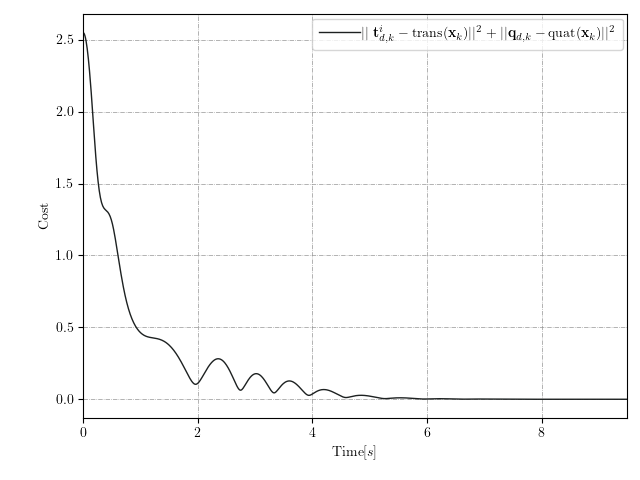 || t^i_{d,k} − trans(x_k)||^2 + ||q_{d,k} − quat(x_k)||^2
2.5
2.0
1.5
1.0
0.5
0.0
Cost
0 2 4 6 8
Time[s]